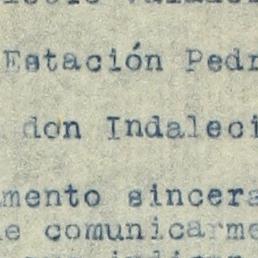 Estación Pedr
don Indaleci
mento sincera
e comunicarme